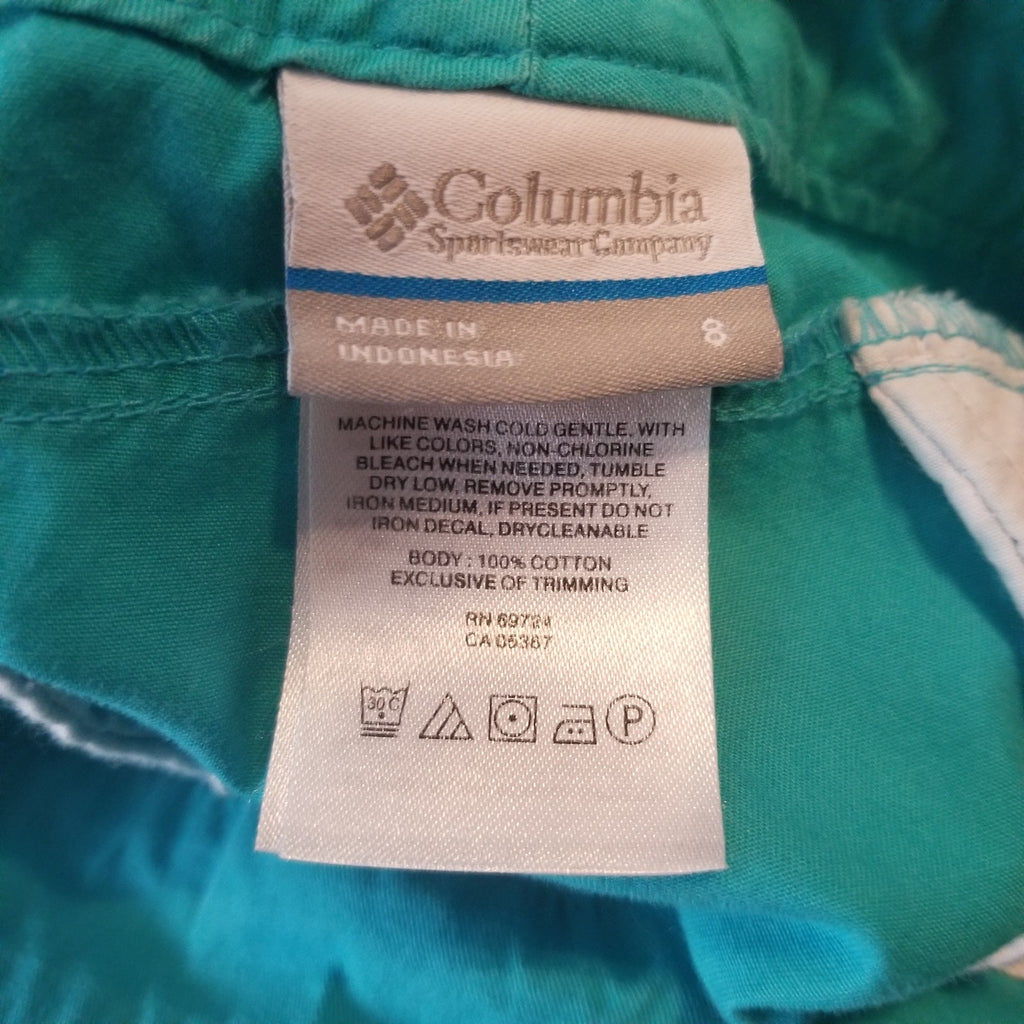 Columbia
Sportswear Company
MADE IN
INDONESIA
8
MACHINE WASH COLD GENTLE, WITH
LIKE COLORS, NON-CHLORINE
BLEACH WHEN NEEDED, TUMBLE
DRY LOW, REMOVE PROMPTLY,
IRON MEDIUM, IF PRESENT DO NOT
IRON DECAL, DRYCLEANABLE
BODY : 100% COTTON
EXCLUSIVE OF TRIMMING
RN 69724
CA 05367
30 C
P